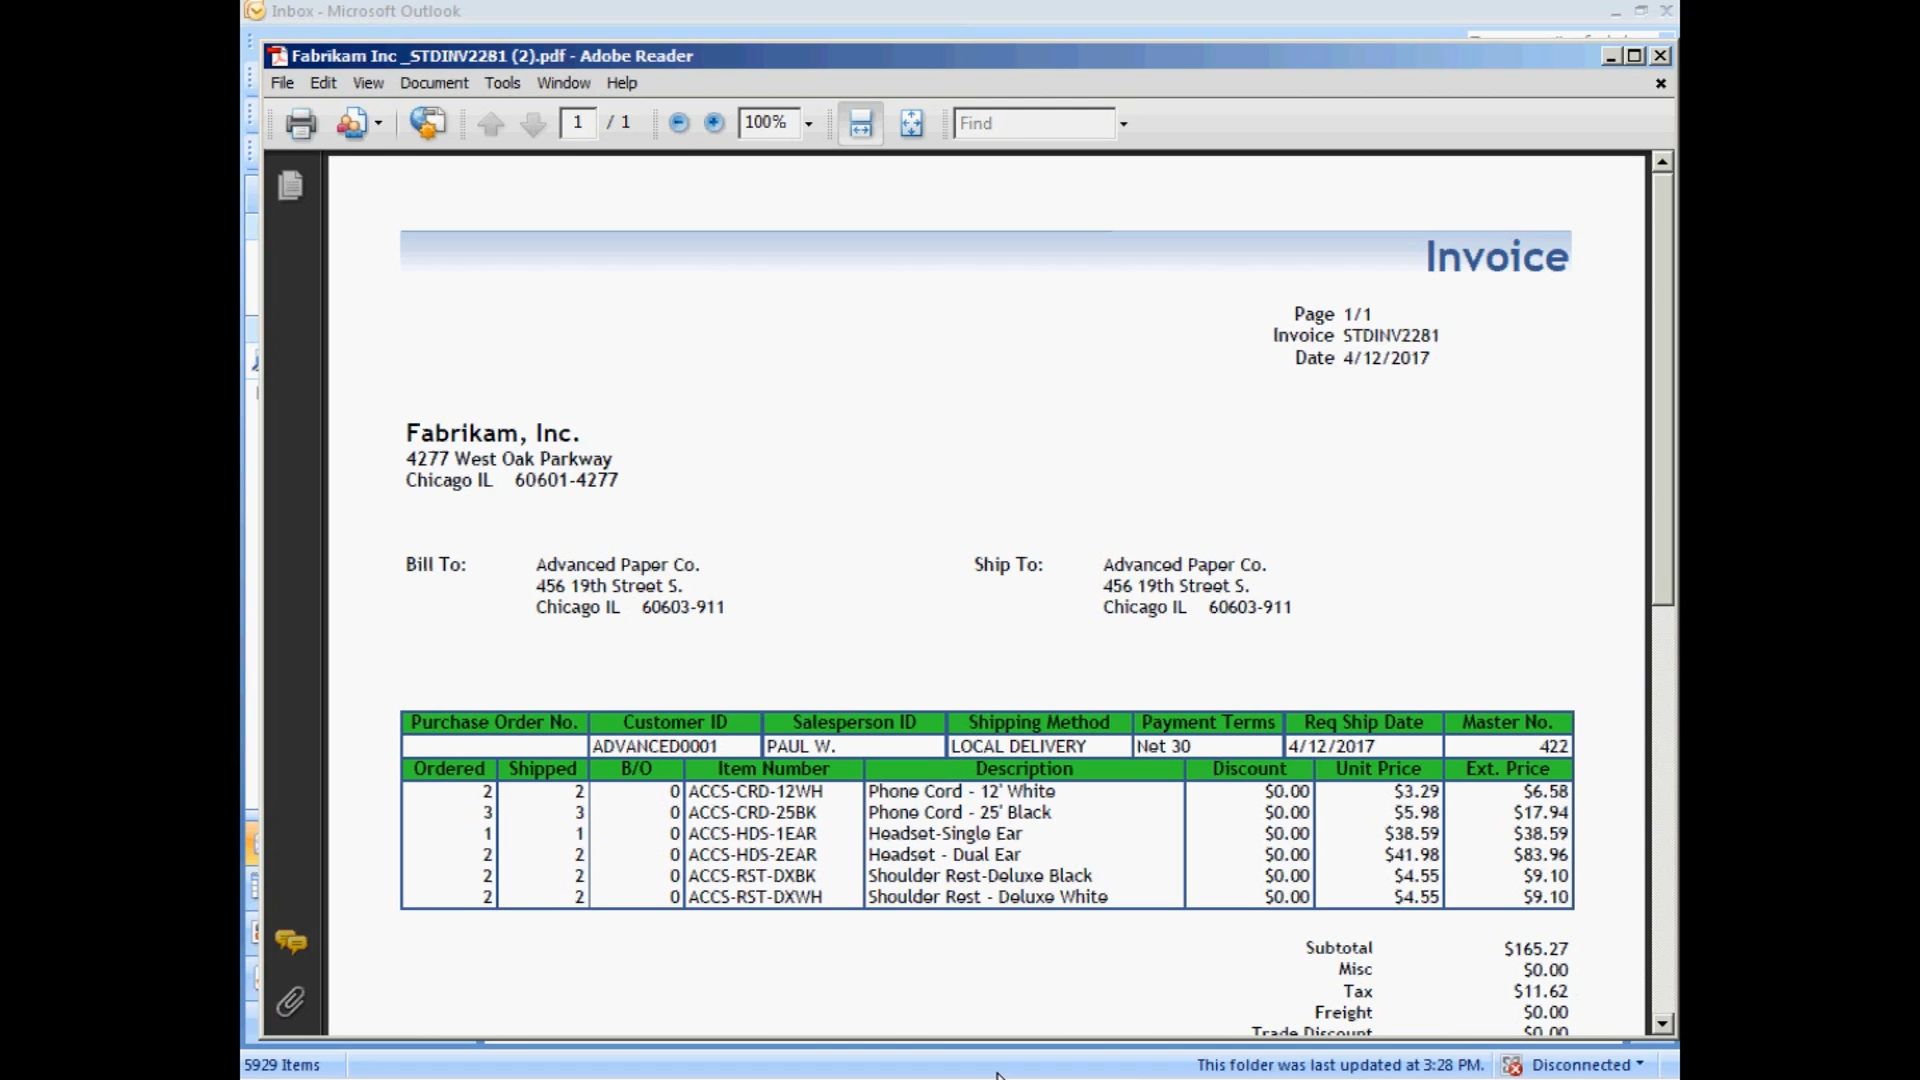 Inbox - Microsoft Outlook
Fabrikam Inc _STDINV2281 (2).pdf - Adobe Reader
File Edit View Document Tools Window Help
1 / 1 100% Find
Invoice
Page 1/1
Invoice STDINV2281
Date 4/12/2017
Fabrikam, Inc.
4277 West Oak Parkway
Chicago IL 60601-4277
Bill To: Advanced Paper Co. Ship To: Advanced Paper Co.
456 19th Street S. 456 19th Street S.
Chicago IL 60603-911 Chicago IL 60603-911
Purchase Order No. Customer ID Salesperson ID Shipping Method Payment Terms Req Ship Date Master No.
ADVANCED0001 PAUL W. LOCAL DELIVERY Net 30 4/12/2017 422
Ordered Shipped B/O Item Number Description Discount Unit Price Ext. Price
2 2 0 ACCS-CRD-12WH Phone Cord - 12' White $0.00 $3.29 $6.58
3 3 0 ACCS-CRD-25BK Phone Cord - 25' Black $0.00 $5.98 $17.94
1 1 0 ACCS-HDS-1EAR Headset-Single Ear $0.00 $38.59 $38.59
2 2 0 ACCS-HDS-2EAR Headset - Dual Ear $0.00 $41.98 $83.96
2 2 0 ACCS-RST-DXBK Shoulder Rest-Deluxe Black $0.00 $4.55 $9.10
2 2 0 ACCS-RST-DXWH Shoulder Rest - Deluxe White $0.00 $4.55 $9.10
Subtotal $165.27
Misc $0.00
Tax $11.62
Freight $0.00
Trade Discount $0.00
5929 Items This folder was last updated at 3:28 PM. Disconnected